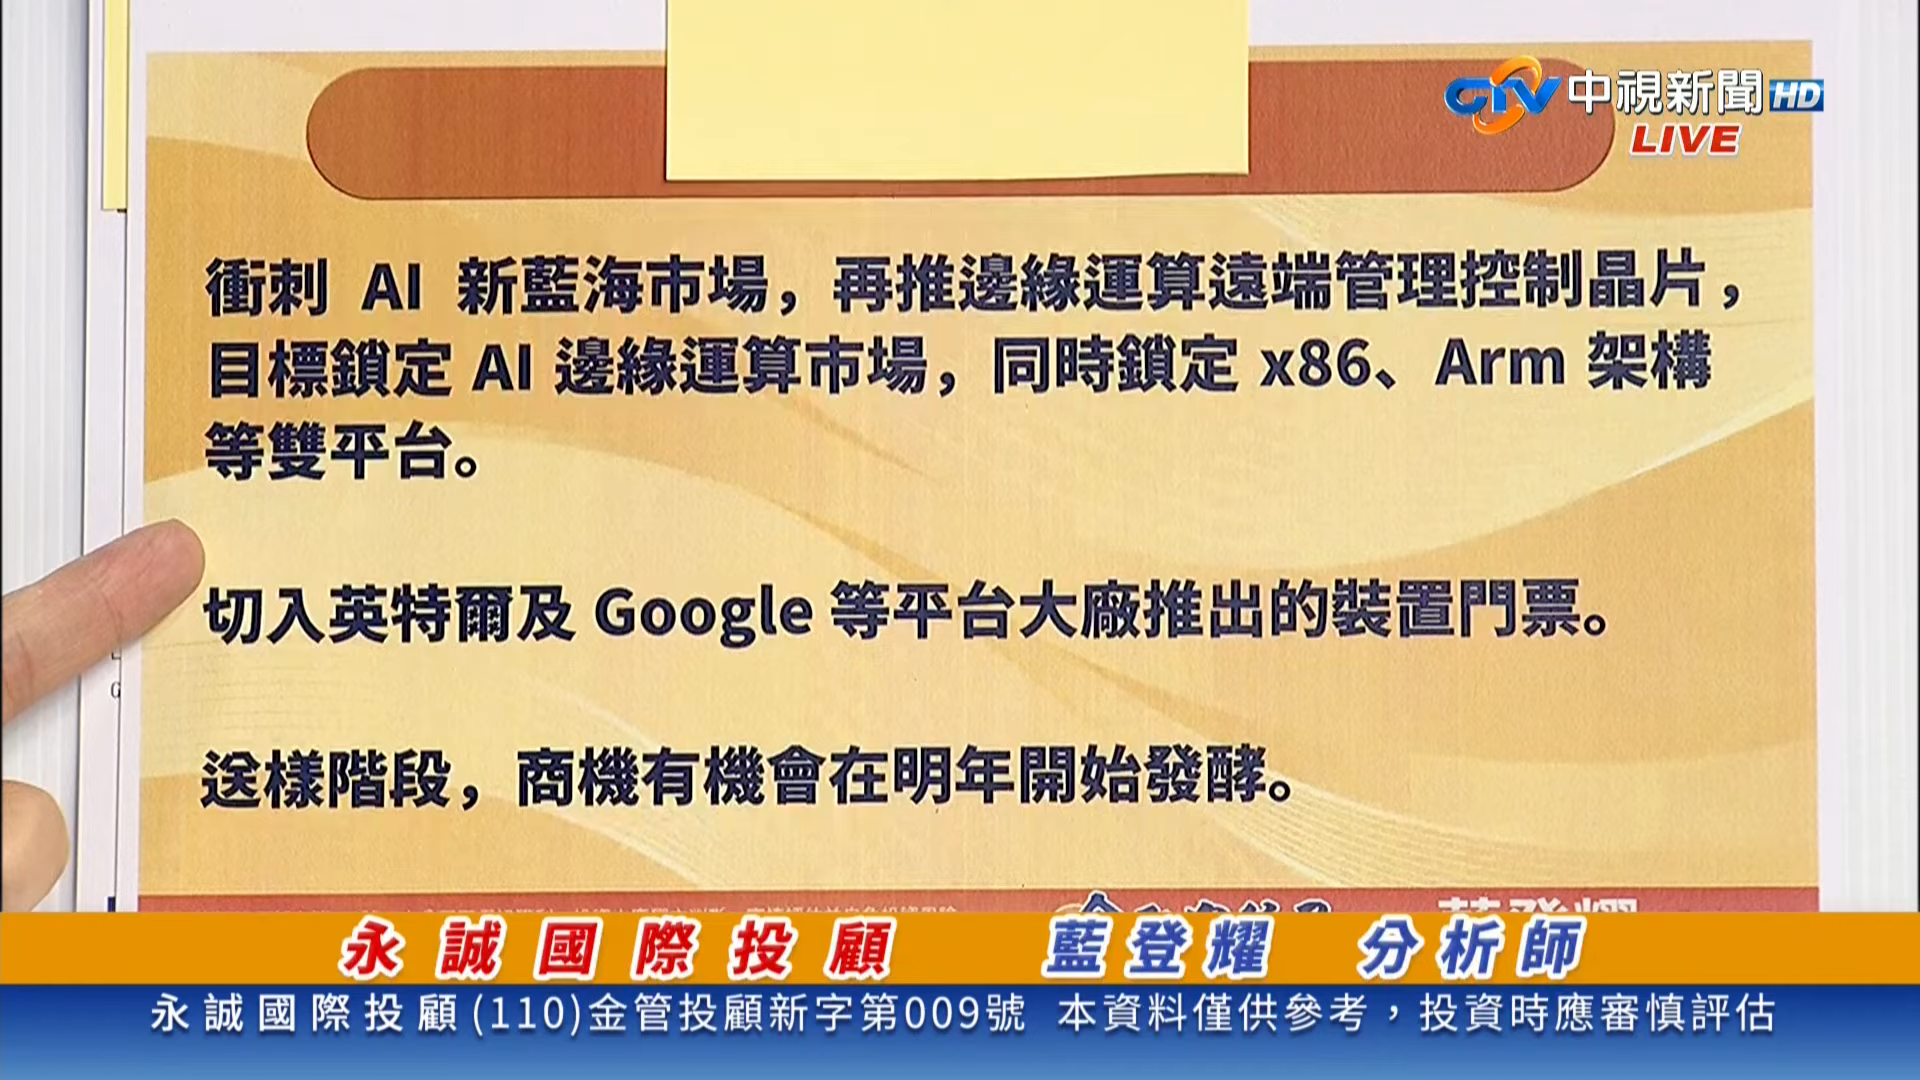 CTV 中視新聞 HD
LIVE
衝刺 AI 新藍海市場，再推邊緣運算遠端管理控制晶片，
目標鎖定 AI 邊緣運算市場，同時鎖定 x86、Arm 架構
等雙平台。
切入英特爾及 Google 等平台大廠推出的裝置門票。
送樣階段，商機有機會在明年開始發酵。
永誠國際投顧 藍登耀 分析師
永誠國際投顧(110)金管投顧新字第009號 本資料僅供參考，投資時應審慎評估